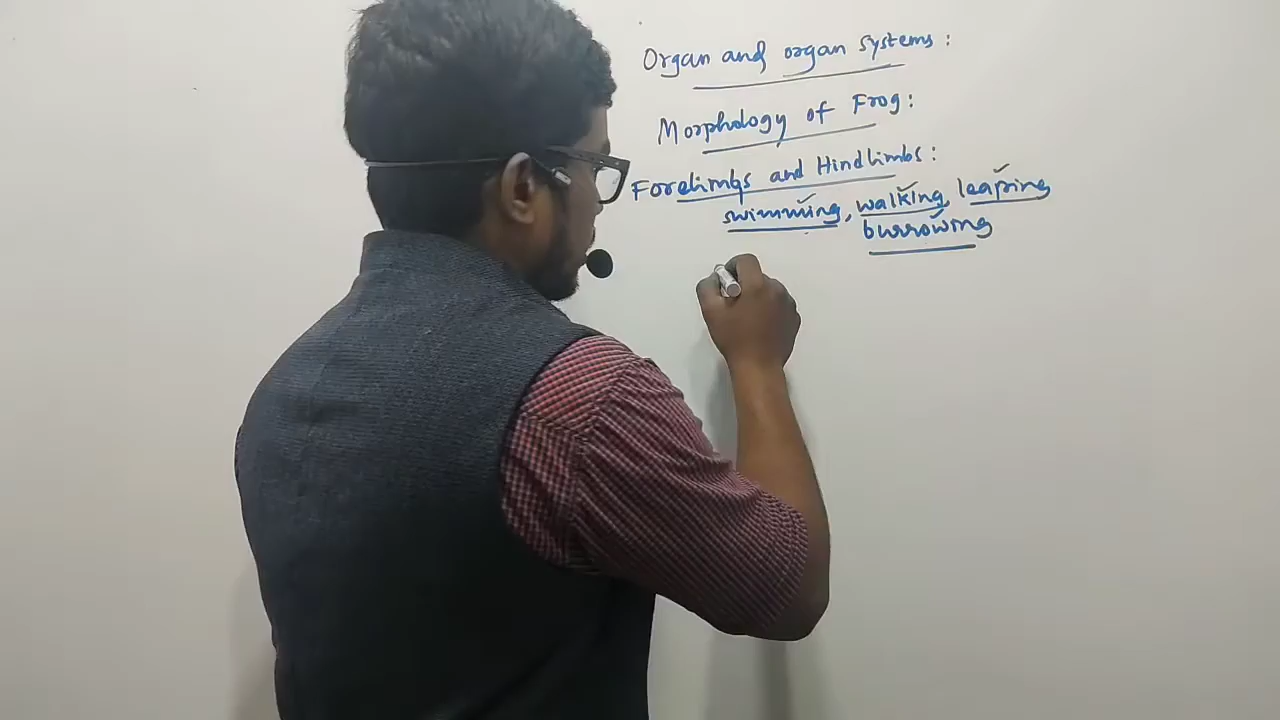 Organ and organ systems :
Morphology of Frog :
Forelimbs and Hindlimbs :
swimming, walking, leaping
burrowing